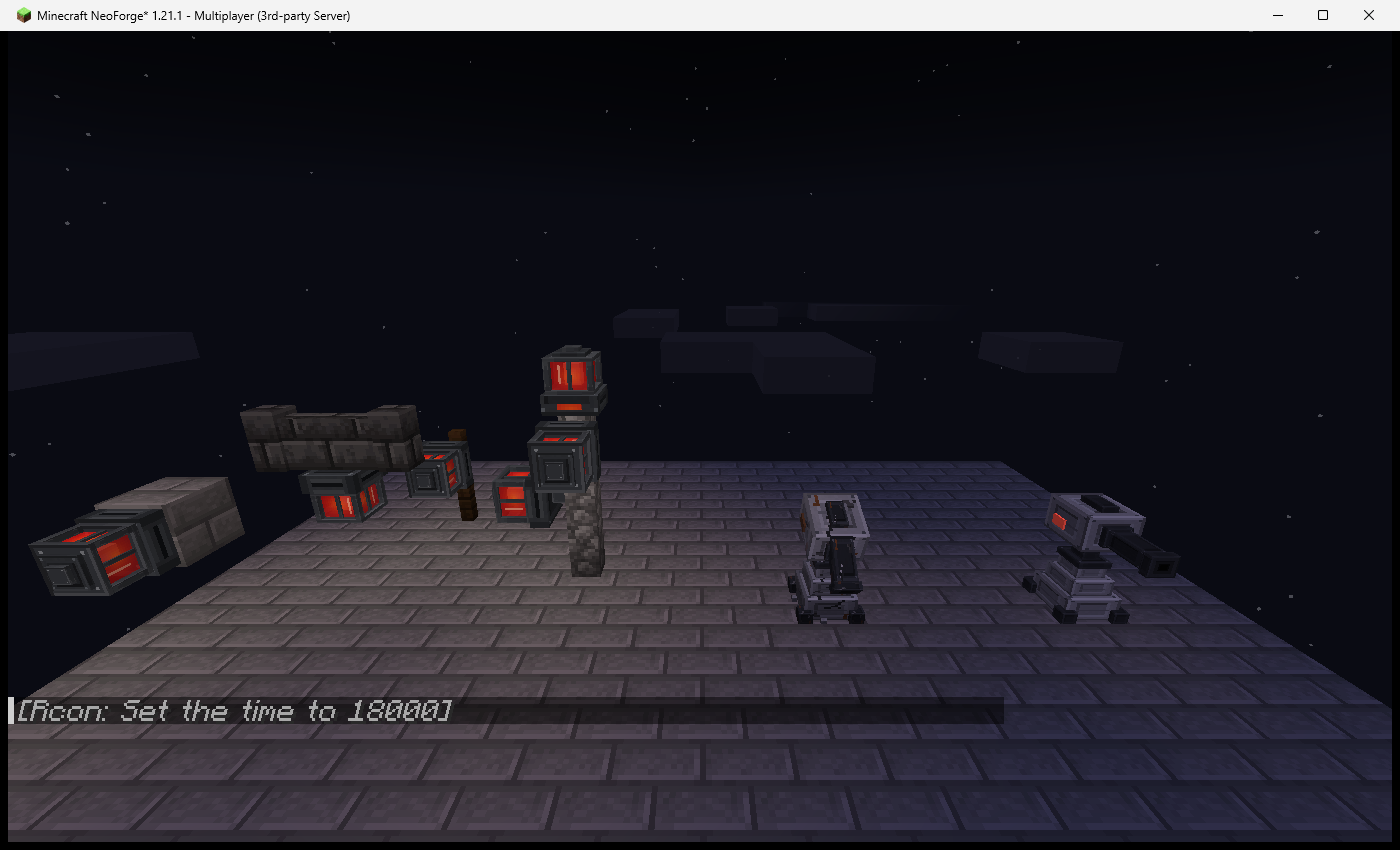 Minecraft NeoForge* 1.21.1 - Multiplayer (3rd-party Server)
[Rcon: Set the time to 18000]